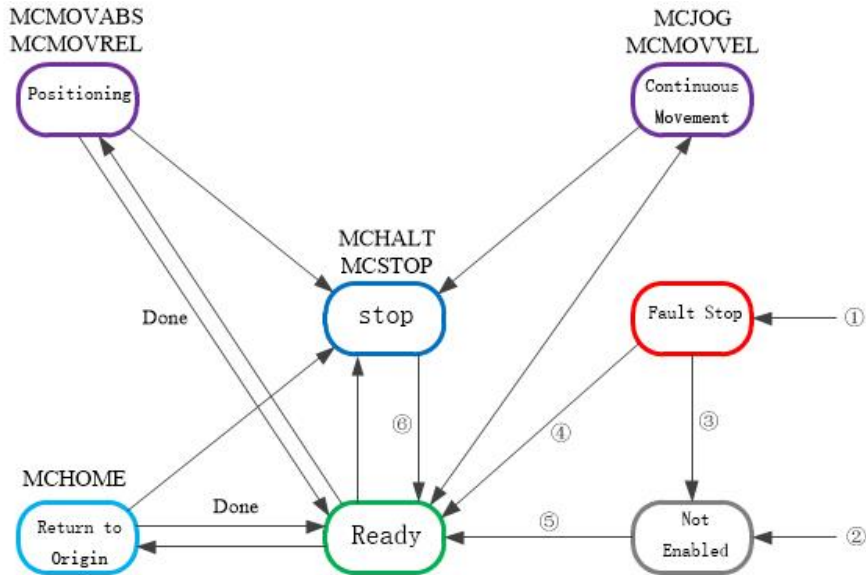 MCMOVABS
MCMOVREL
Positioning
MCJOG
MCMOVVEL
Continuous
Movement
MCHALT
MCSTOP
stop
Done
Fault Stop
①
⑥
④
③
MCHOME
Return to
Origin
Done
Ready
⑤
Not
Enabled
②